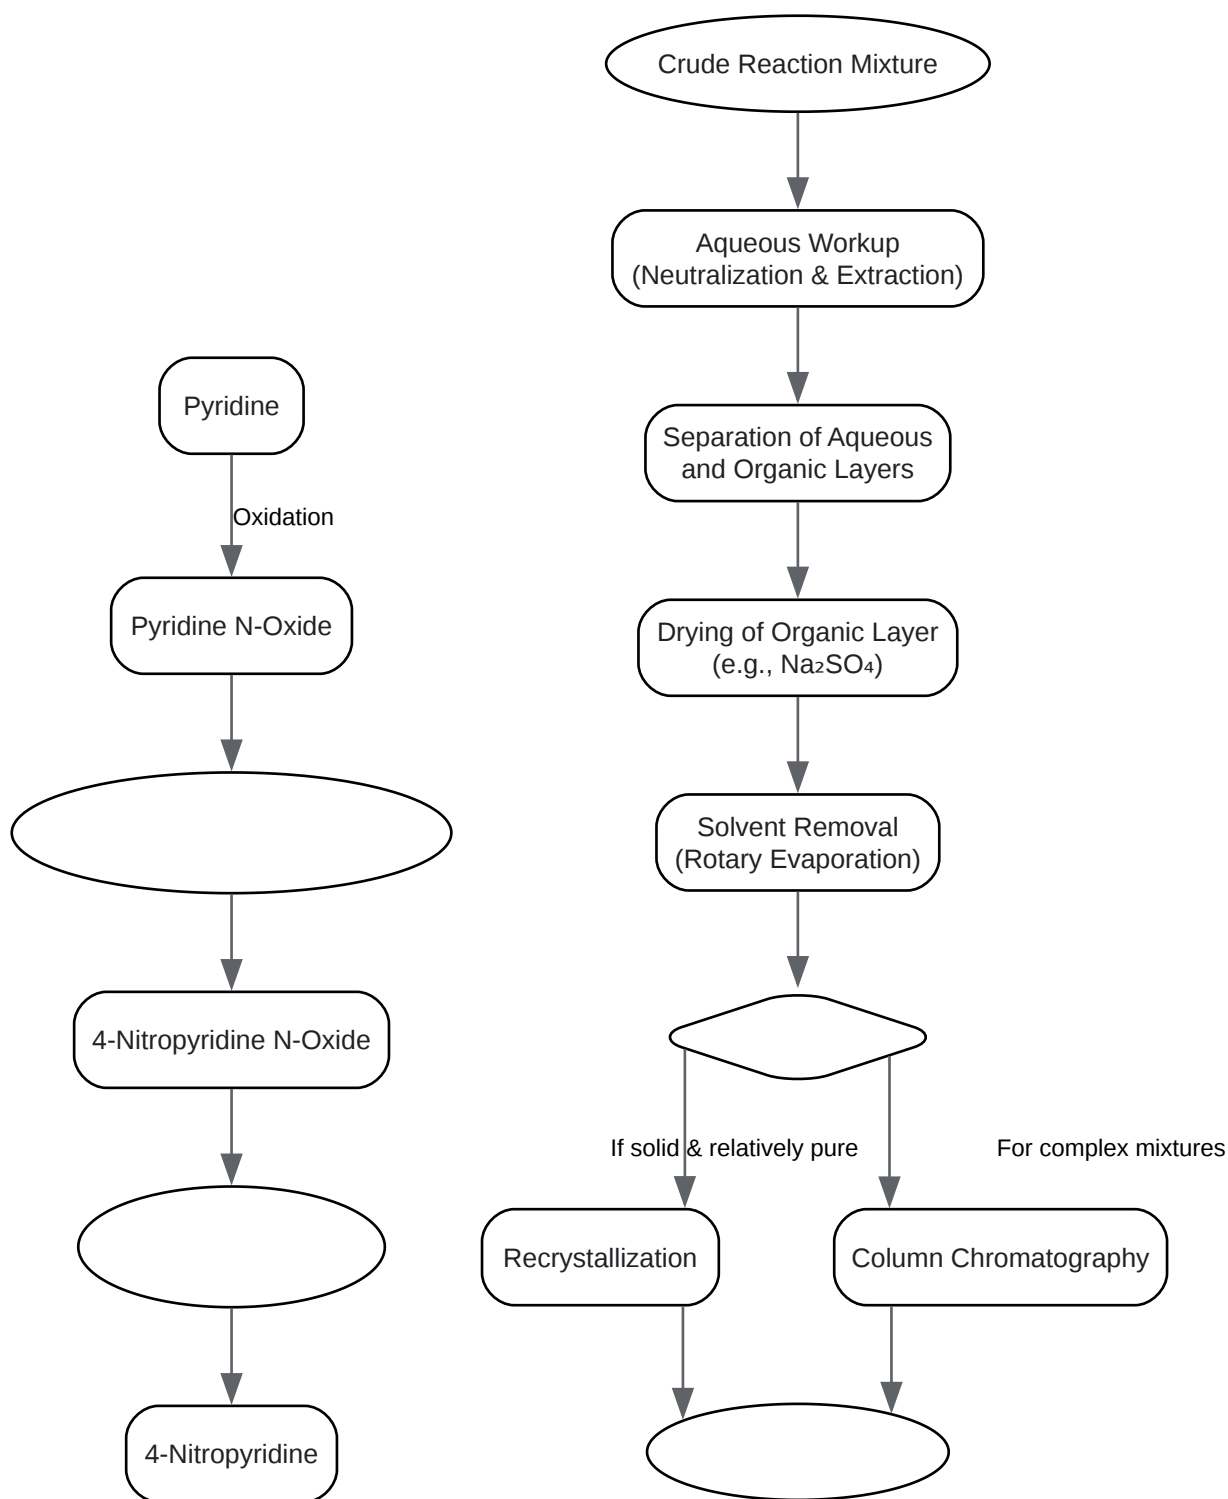 Pyridine
Oxidation
Pyridine N-Oxide
4-Nitropyridine N-Oxide
4-Nitropyridine
Crude Reaction Mixture
Aqueous Workup
(Neutralization & Extraction)
Separation of Aqueous
and Organic Layers
Drying of Organic Layer
(e.g., Na₂SO₄)
Solvent Removal
(Rotary Evaporation)
If solid & relatively pure
For complex mixtures
Recrystallization
Column Chromatography